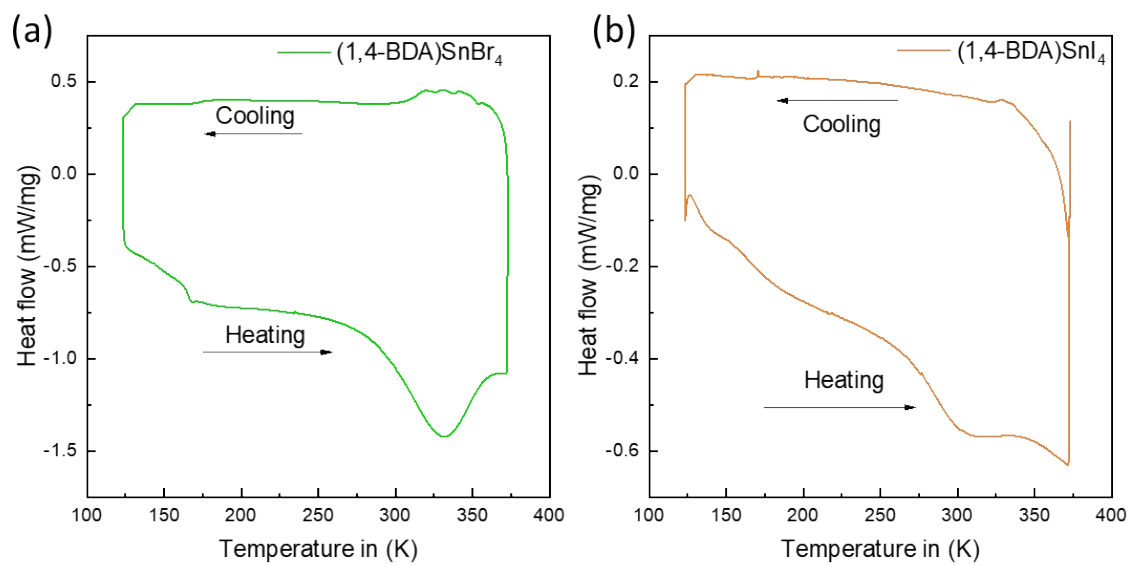 (a)
(1,4-BDA)SnBr4
Cooling
Heating
Heat flow (mW/mg)
0.5
0.0
-0.5
-1.0
-1.5
100 150 200 250 300 350 400
Temperature in (K)
(b)
(1,4-BDA)SnI4
Cooling
Heating
Heat flow (mW/mg)
0.2
0.0
-0.2
-0.4
-0.6
100 150 200 250 300 350 400
Temperature in (K)